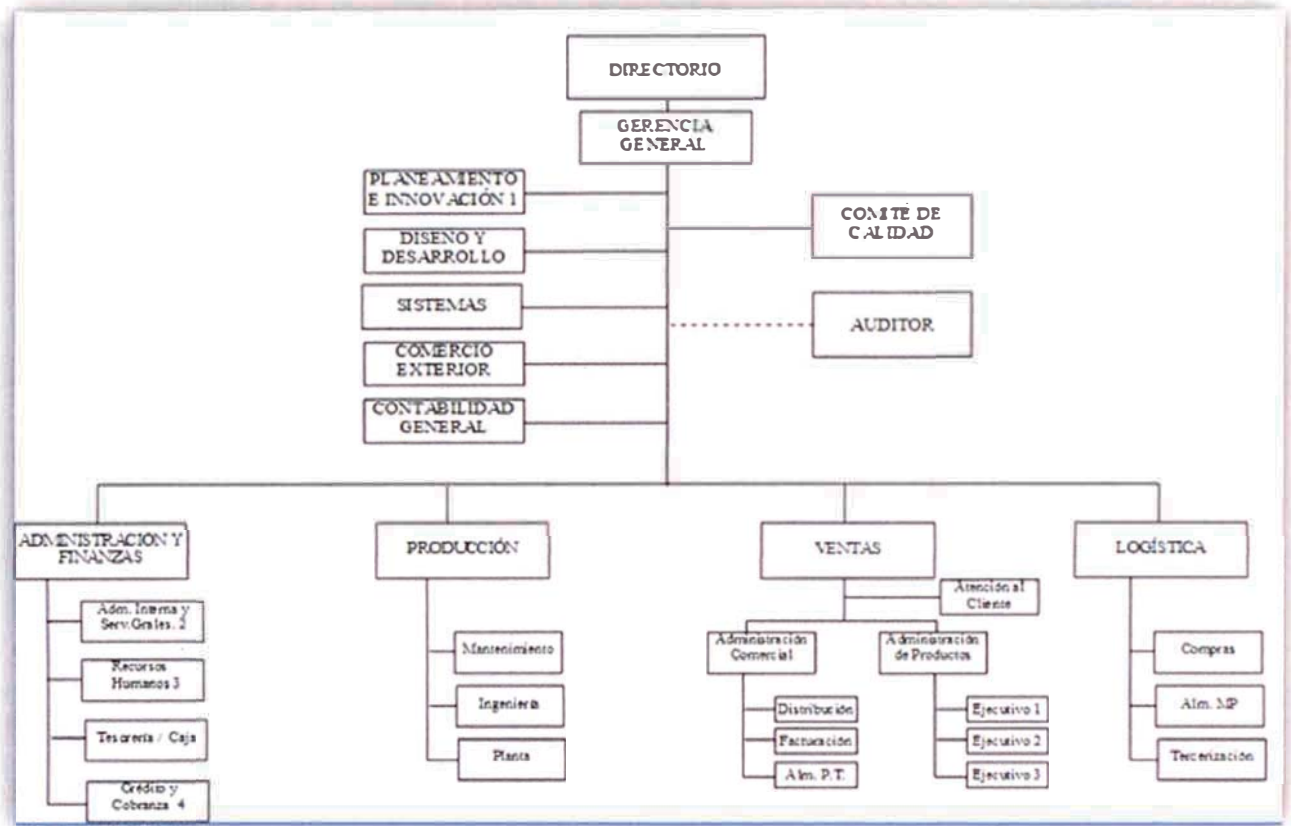 DIRECTORIO
GERENCIA
GENERAL
PLANEAMIENTO
E INNOVACIÓN 1
COMITÉ DE
CALIDAD
DISENO Y
DESARROLLO
SISTEMAS
AUDITOR
COMERCIO
EXTERIOR
CONTABILIDAD
GENERAL
ADMINISTRACION Y
FINANZAS
Adm. Interna y
Serv.Grales. 2
Recursos
Humanos 3
Tesorería / Caja
Crédito y
Cobranza 4
PRODUCCIÓN
Mantenimiento
Ingeniería
Planta
VENTAS
Atención al
Cliente
Administración
Comercial
Distribución
Facturación
Alm. P.T.
Administración
de Productos
Ejecutivo 1
Ejecutivo 2
Ejecutivo 3
LOGÍSTICA
Compras
Alm. MP
Tercerización